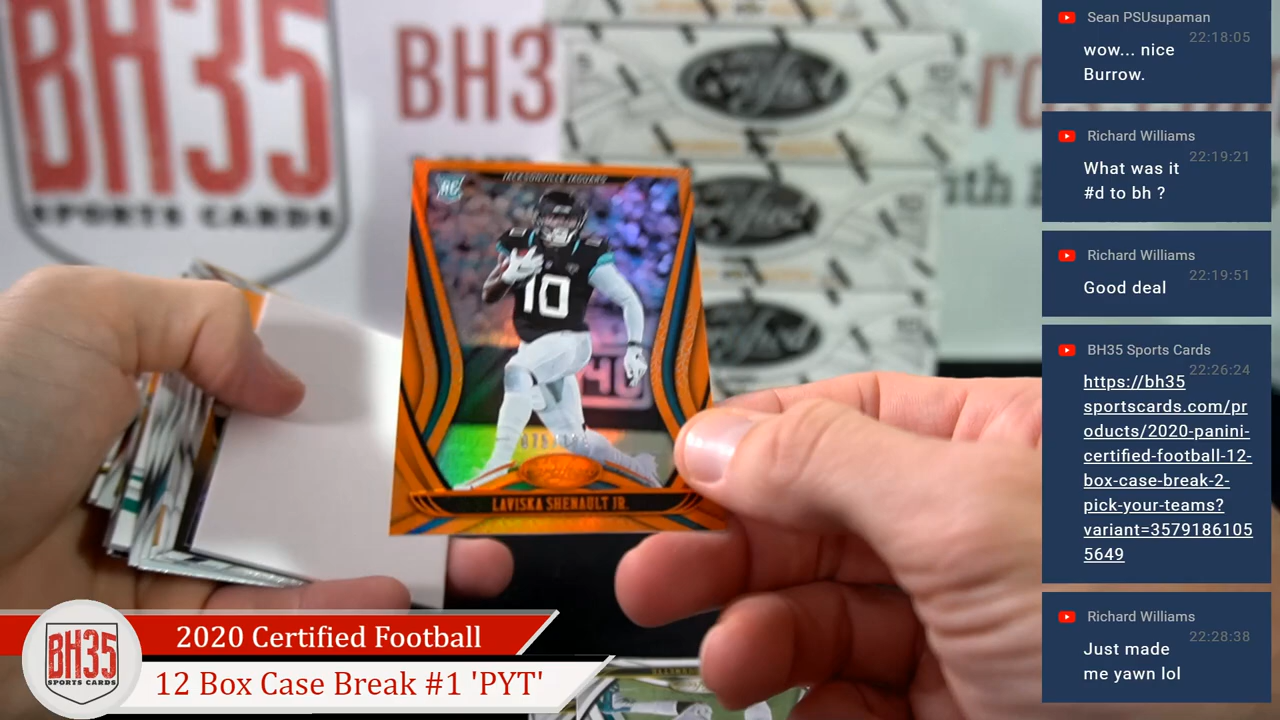 BH35
SPORTS CARDS
BH3
JACKSONVILLE JAGUARS
RC
10
LAVISKA SHENAULT JR.
BH35
SPORTS CARDS
2020 Certified Football
12 Box Case Break #1 'PYT'
Sean PSUsupaman
22:18:05
wow... nice
Burrow.
Richard Williams
22:19:21
What was it
#d to bh ?
Richard Williams
22:19:51
Good deal
BH35 Sports Cards
22:26:24
https://bh35
sportscards.com/pr
oducts/2020-panini-
certified-football-12-
box-case-break-2-
pick-your-teams?
variant=3579186105
5649
Richard Williams
22:28:38
Just made
me yawn lol